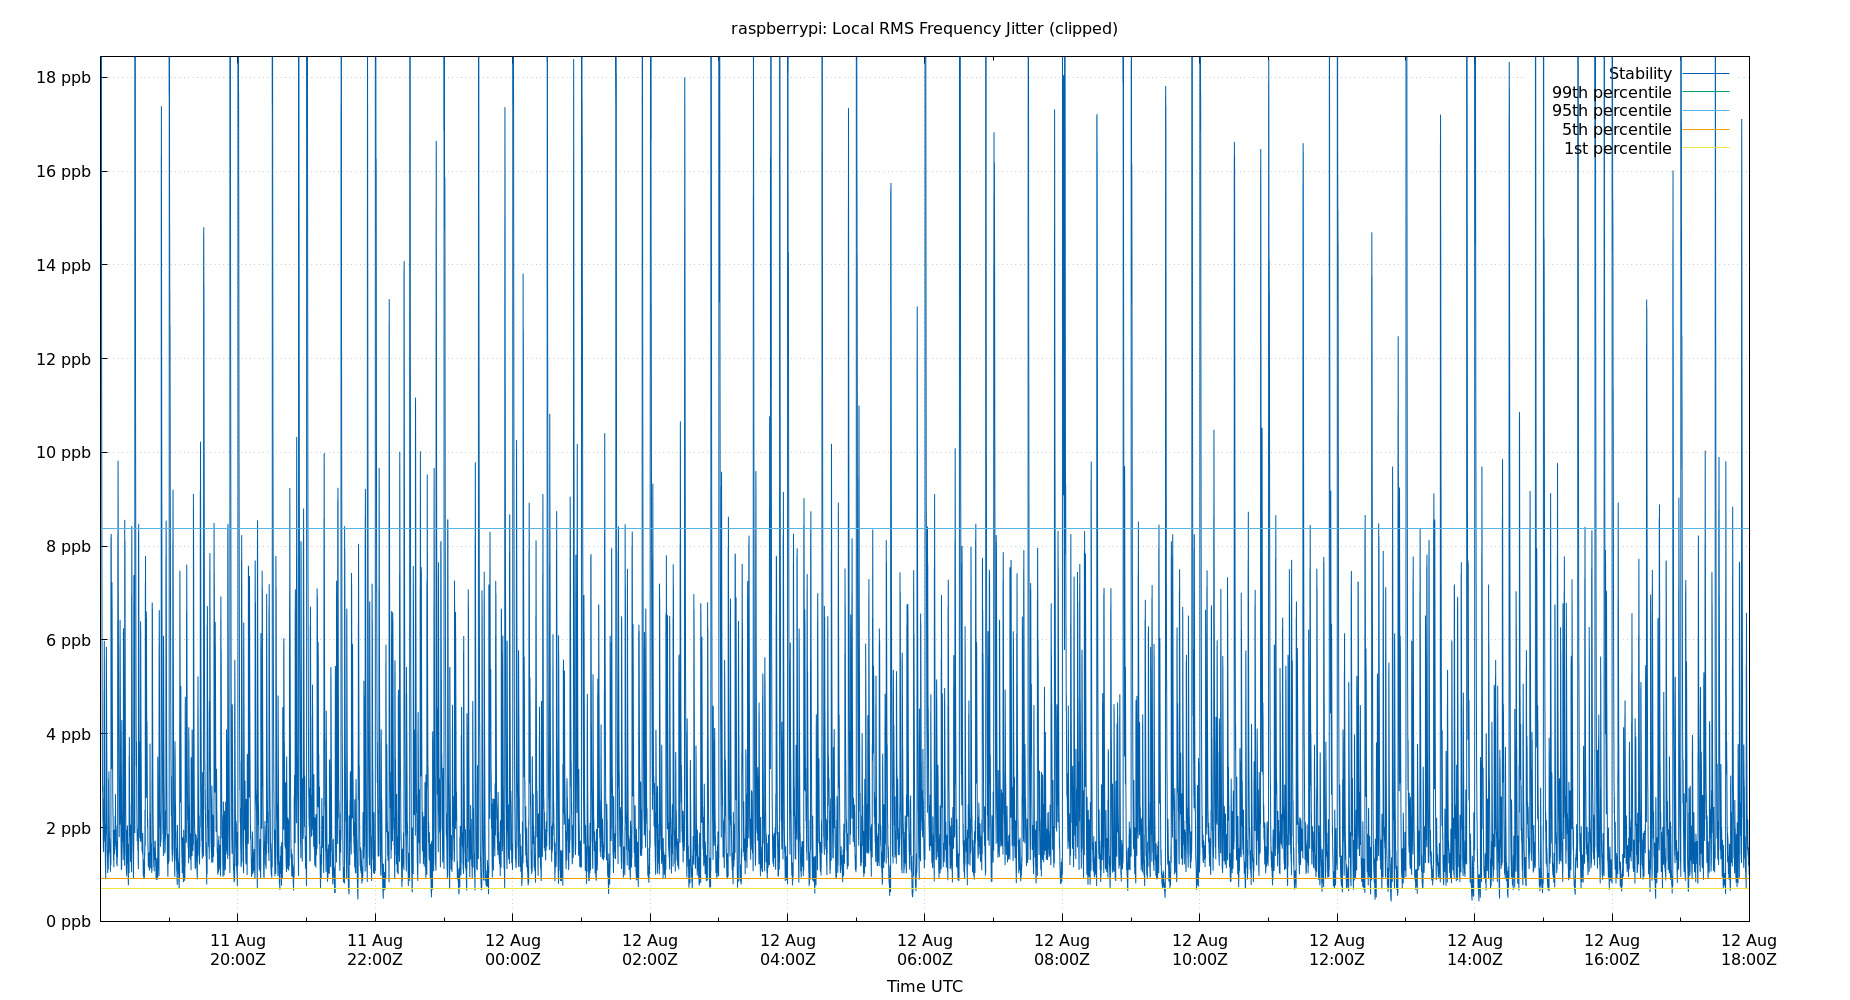 raspberrypi: Local RMS Frequency Jitter (clipped)
18 ppb
16 ppb
14 ppb
12 ppb
10 ppb
8 ppb
6 ppb
4 ppb
2 ppb
0 ppb
Stability
99th percentile
95th percentile
5th percentile
1st percentile
11 Aug 11 Aug 12 Aug 12 Aug 12 Aug 12 Aug 12 Aug 12 Aug 12 Aug 12 Aug 12 Aug 12 Aug
20:00Z 22:00Z 00:00Z 02:00Z 04:00Z 06:00Z 08:00Z 10:00Z 12:00Z 14:00Z 16:00Z 18:00Z
Time UTC